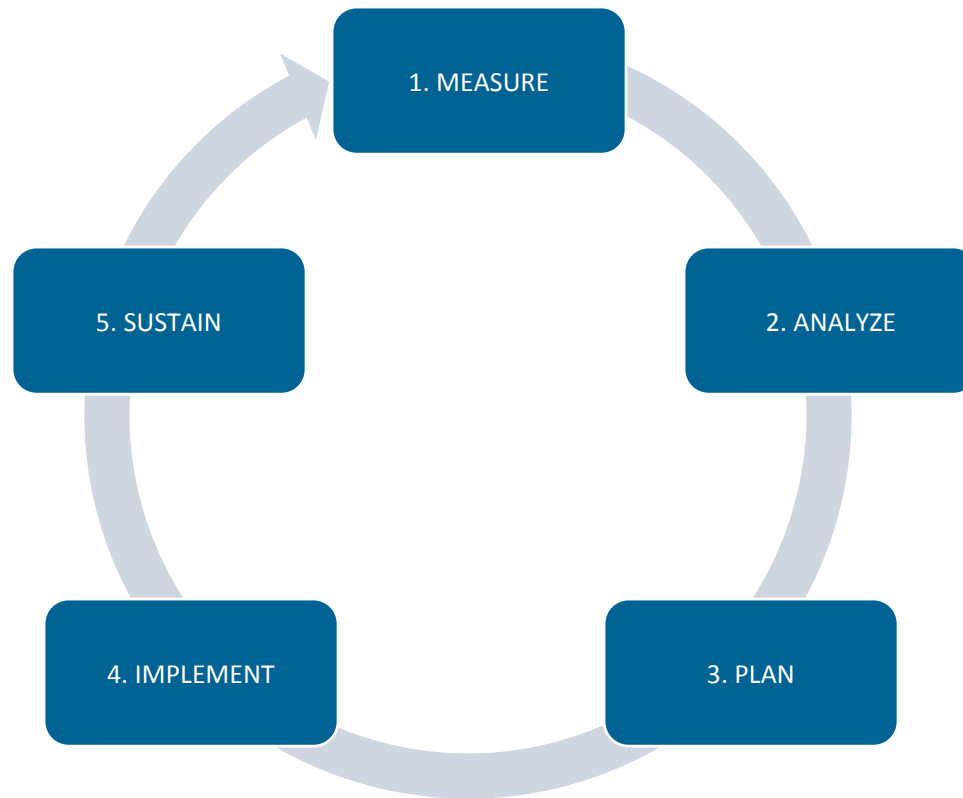 1. MEASURE
2. ANALYZE
3. PLAN
4. IMPLEMENT
5. SUSTAIN